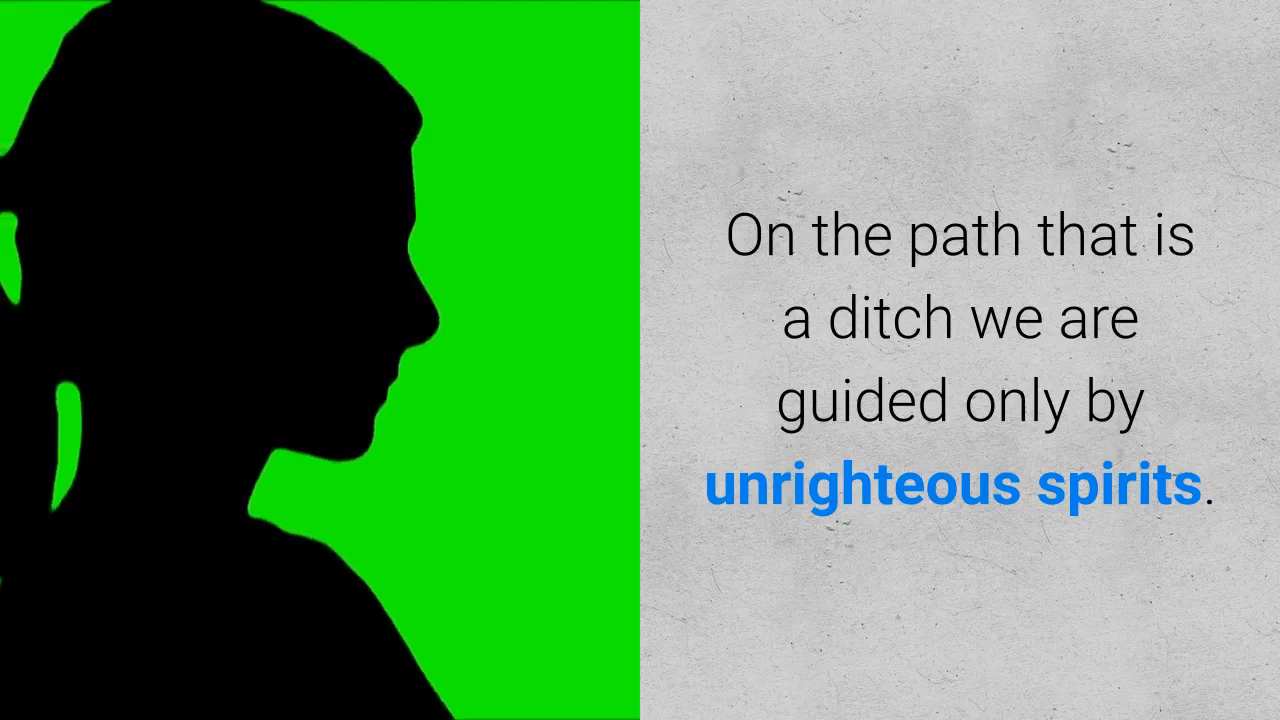 On the path that is
a ditch we are
guided only by
unrighteous spirits.